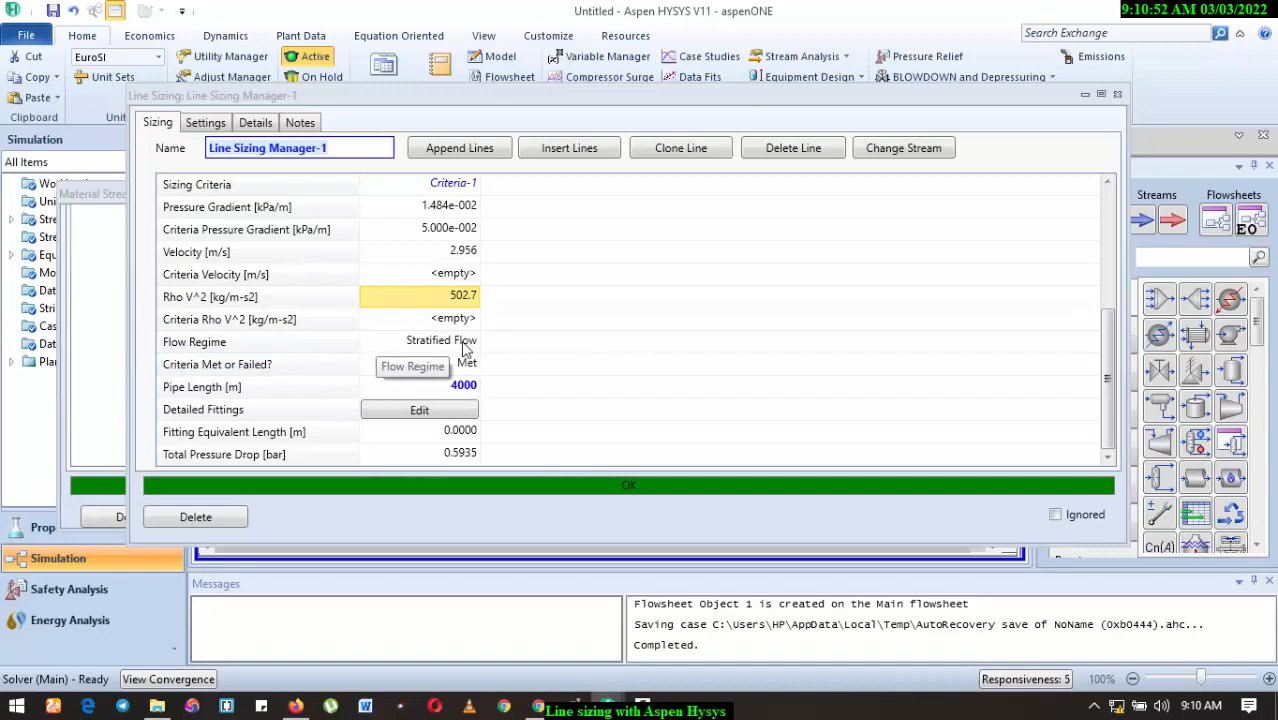 Untitled - Aspen HYSYS V11 - aspenONE
9:10:52 AM 03/03/2022
File
Home
Economics
Dynamics
Plant Data
Equation Oriented
View
Customize
Resources
Search Exchange
Cut
EuroSI
Utility Manager
Active
Model
Variable Manager
Case Studies
Stream Analysis
Pressure Relief
Emissions
Copy
Unit Sets
Adjust Manager
On Hold
Flowsheet
Compressor Surge
Data Fits
Equipment Design
BLOWDOWN and Depressuring
Paste
Clipboard
Line Sizing: Line Sizing Manager-1
Simulation
All Items
Sizing
Settings
Details
Notes
Name
Line Sizing Manager-1
Append Lines
Insert Lines
Clone Line
Delete Line
Change Stream
Streams
Flowsheets
EO
Material Strea
Sizing Criteria
Criteria-1
Pressure Gradient [kPa/m]
1.484e-002
Criteria Pressure Gradient [kPa/m]
5.000e-002
Velocity [m/s]
2.956
Criteria Velocity [m/s]
<empty>
Rho V^2 [kg/m-s2]
502.7
Criteria Rho V^2 [kg/m-s2]
<empty>
Flow Regime
Stratified Flow
Criteria Met or Failed?
Met
Flow Regime
Pipe Length [m]
4000
Detailed Fittings
Edit
Fitting Equivalent Length [m]
0.0000
Total Pressure Drop [bar]
0.5935
OK
Delete
Ignored
Prop
Cn(A)
Simulation
Safety Analysis
Energy Analysis
Messages
Flowsheet Object 1 is created on the Main flowsheet
Saving case C:\Users\HP\AppData\Local\Temp\AutoRecovery save of NoName (0xb0444).ahc...
Completed.
Solver (Main) - Ready
View Convergence
Responsiveness: 5
100%
9:10 AM
Line sizing with Aspen Hysys